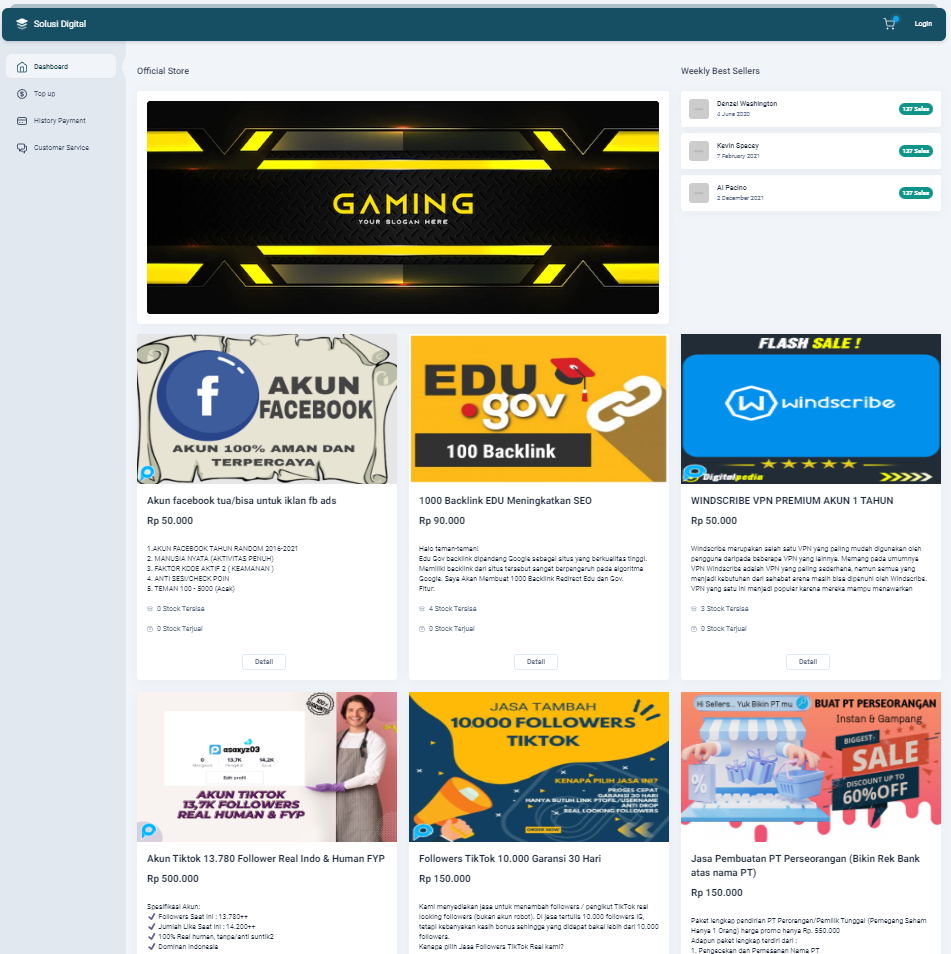 Solusi Digital
Login
Dashboard
Top up
History Payment
Customer Service
Official Store
GAMING
YOUR SLOGAN HERE
Weekly Best Sellers
Denzel Washington
4 June 2020
137 Sales
Kevin Spacey
7 February 2021
137 Sales
Al Pacino
2 December 2021
137 Sales
AKUN
FACEBOOK
AKUN 100% AMAN DAN
TERPERCAYA
Akun facebook tua/bisa untuk iklan fb ads
Rp 50.000
1.AKUN FACEBOOK TAHUN RANDOM 2016-2021
2. MANUSIA NYATA (AKTIVITAS PENUH)
3. FAKTOR KODE AKTIF 2 ( KEAMANAN )
4. ANTI SESI/CHECK POIN
5. TEMAN 100 - 5000 (Acak)
0 Stock Tersisa
0 Stock Terjual
Detail
EDU
.gov
100 Backlink
1000 Backlink EDU Meningkatkan SEO
Rp 90.000
Halo teman-teman!
Edu Gov backlink dipandang Google sebagai situs yang berkualitas tinggi.
Memiliki backlink dari situs tersebut sangat berpengaruh pada algoritma
Google. Saya Akan Membuat 1000 Backlink Redirect Edu dan Gov.
Fitur:
4 Stock Tersisa
0 Stock Terjual
Detail
FLASH SALE !
windscribe
Digitalpedia
WINDSCRIBE VPN PREMIUM AKUN 1 TAHUN
Rp 50.000
Windscribe merupakan salah satu VPN yang paling mudah digunakan oleh
pengguna daripada beberapa VPN yang lainnya. Memang pada umumnya
VPN Windscribe adalah VPN yang paling sederhana, namun semua yang
menjadi kebutuhan dari sahabat arena masih bisa dipenuhi oleh Windscribe.
VPN yang satu ini menjadi populer karena mereka mampu menawarkan
3 Stock Tersisa
0 Stock Terjual
Detail
asaxyz03
0 13,7K 14,2K
Edit profil
AKUN TIKTOK
13,7K FOLLOWERS
REAL HUMAN & FYP
Akun Tiktok 13.780 Follower Real Indo & Human FYP
Rp 500.000
Spesifikasi Akun:
Followers Saat ini : 13.780++
Jumlah Like Saat ini : 14.200++
100% Real human, tanpa/anti suntik2
Dominan Indonesia
JASA TAMBAH
10000 FOLLOWERS
TIKTOK
KENAPA PILIH JASA INI?
PROSES CEPAT
GARANSI 30 HARI
HANYA BUTUH LINK PTOFIL/USERNAME
ANTI DROP
REAL LOOKING FOLLOWERS
ORDER NOW
Followers TikTok 10.000 Garansi 30 Hari
Rp 150.000
Kami menyediakan jasa untuk menambah followers / pengikut TikTok real
looking followers (bukan akun robot). Di jasa tertulis 10.000 followers IG,
tetapi kebanyakan kasih bonus sehingga yang didapat bakal lebih dari 10.000
followers.
Kenapa pilih Jasa Followers TikTok Real kami?
Hi Sellers... Yuk Bikin PT mu
BUAT PT PERSEORANGAN
Instan & Gampang
BIGGEST
SALE
DISCOUNT UP TO
60%OFF
Jasa Pembuatan PT Perseorangan (Bikin Rek Bank
atas nama PT)
Rp 150.000
Paket lengkap pendirian PT Perorangan/Pemilik Tunggal (Pemegang Saham
Hanya 1 Orang) harga promo hanya Rp. 550.000
Adapun paket lengkap terdiri dari :
1. Pengecekan dan Pemesanan Nama PT